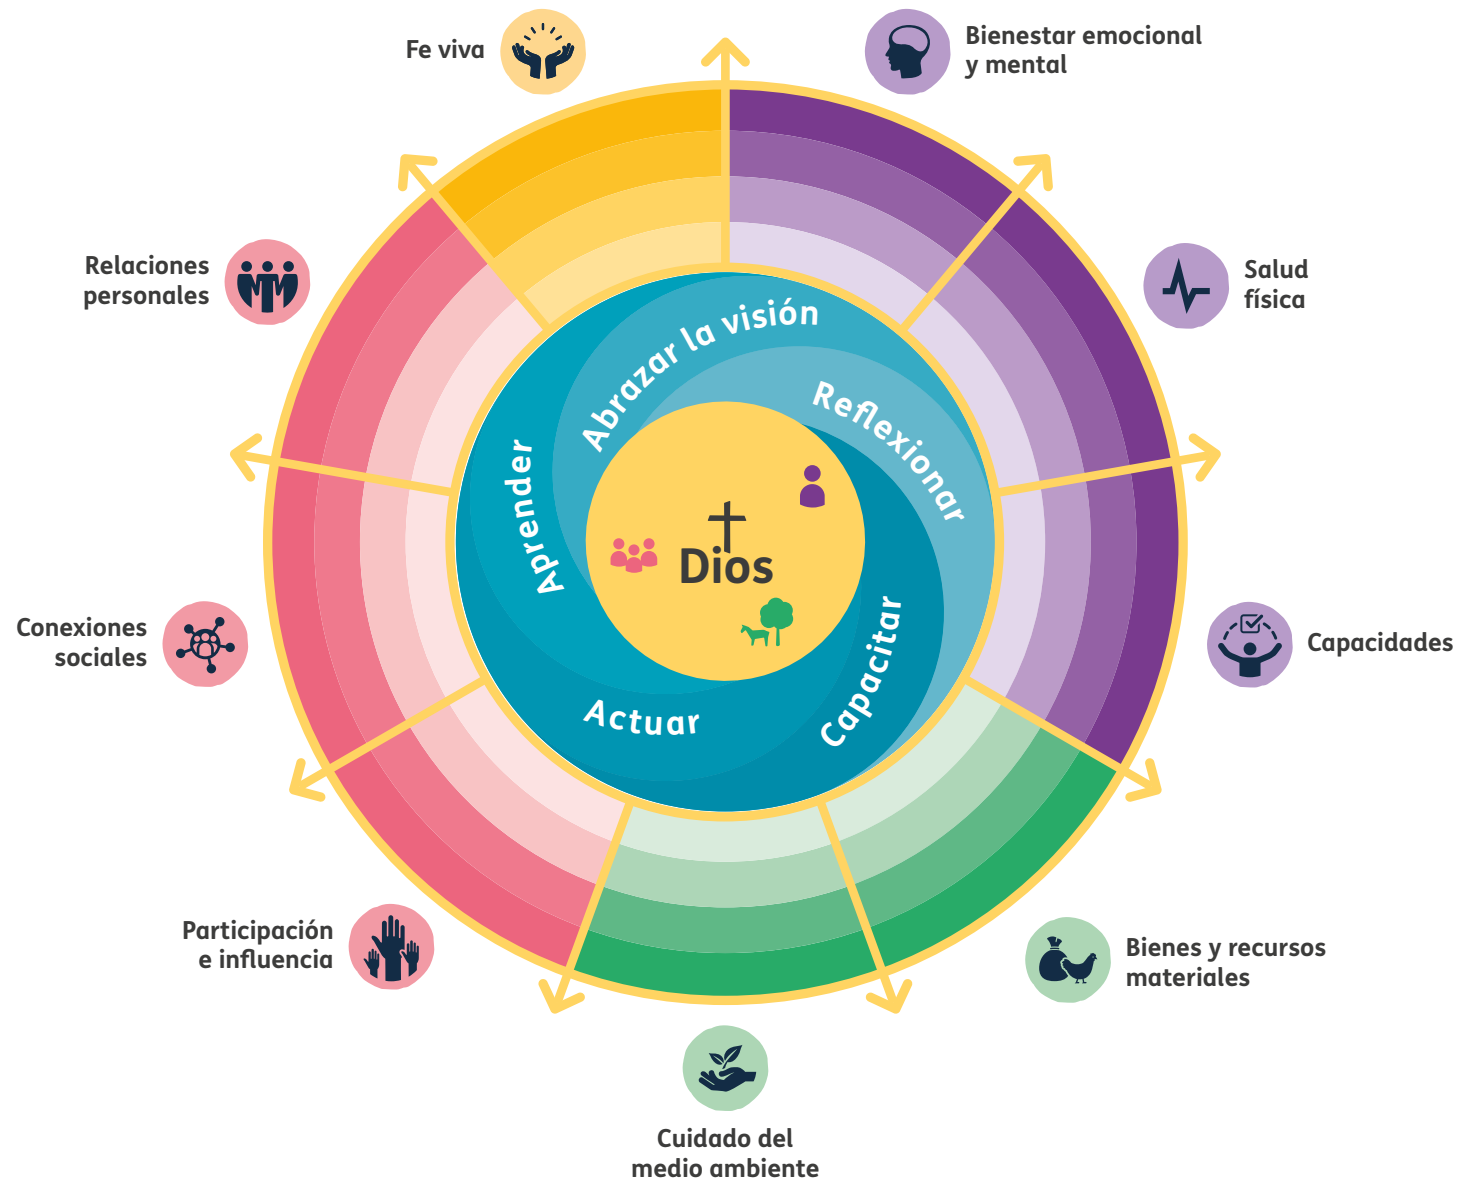 Fe viva
Bienestar emocional
y mental
Relaciones
personales
Salud
física
Abrazar la visión
Reflexionar
Aprender
Dios
Capacitar
Actuar
Conexiones
sociales
Capacidades
Participación
e influencia
Bienes y recursos
materiales
Cuidado del
medio ambiente